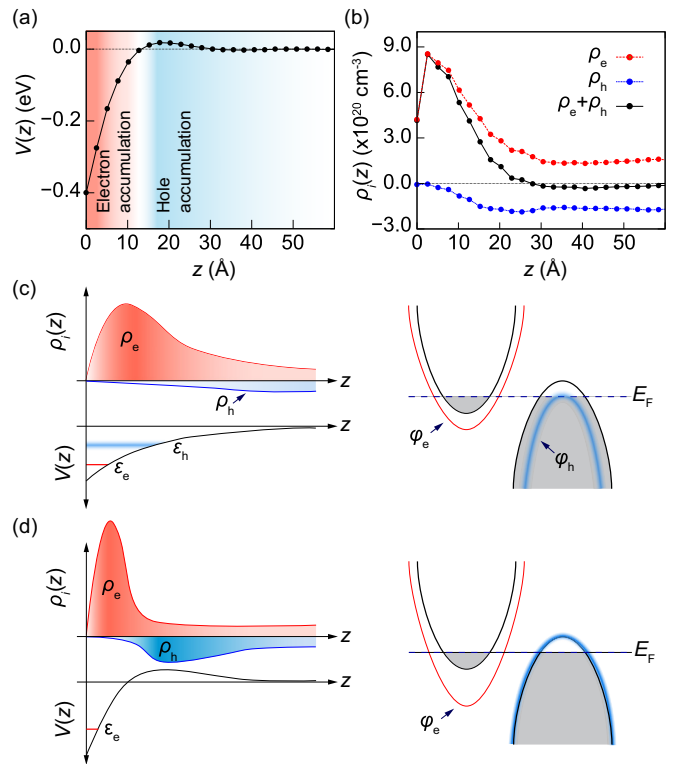 (a)
V(z) (eV)
0.0
−0.2
−0.4
Electron
accumulation
Hole
accumulation
0 10 20 30 40 50
z (Å)
(b)
ρi(z) (x10²⁰ cm⁻³)
9.0
6.0
3.0
0.0
−3.0
ρe
ρh
ρe+ρh
0 10 20 30 40 50
z (Å)
(c)
ρi(z)
ρe
z
ρh
z
V(z)
εh
εe
EF
φe
φh
(d)
ρi(z)
ρe
z
ρh
z
V(z)
εe
EF
φe